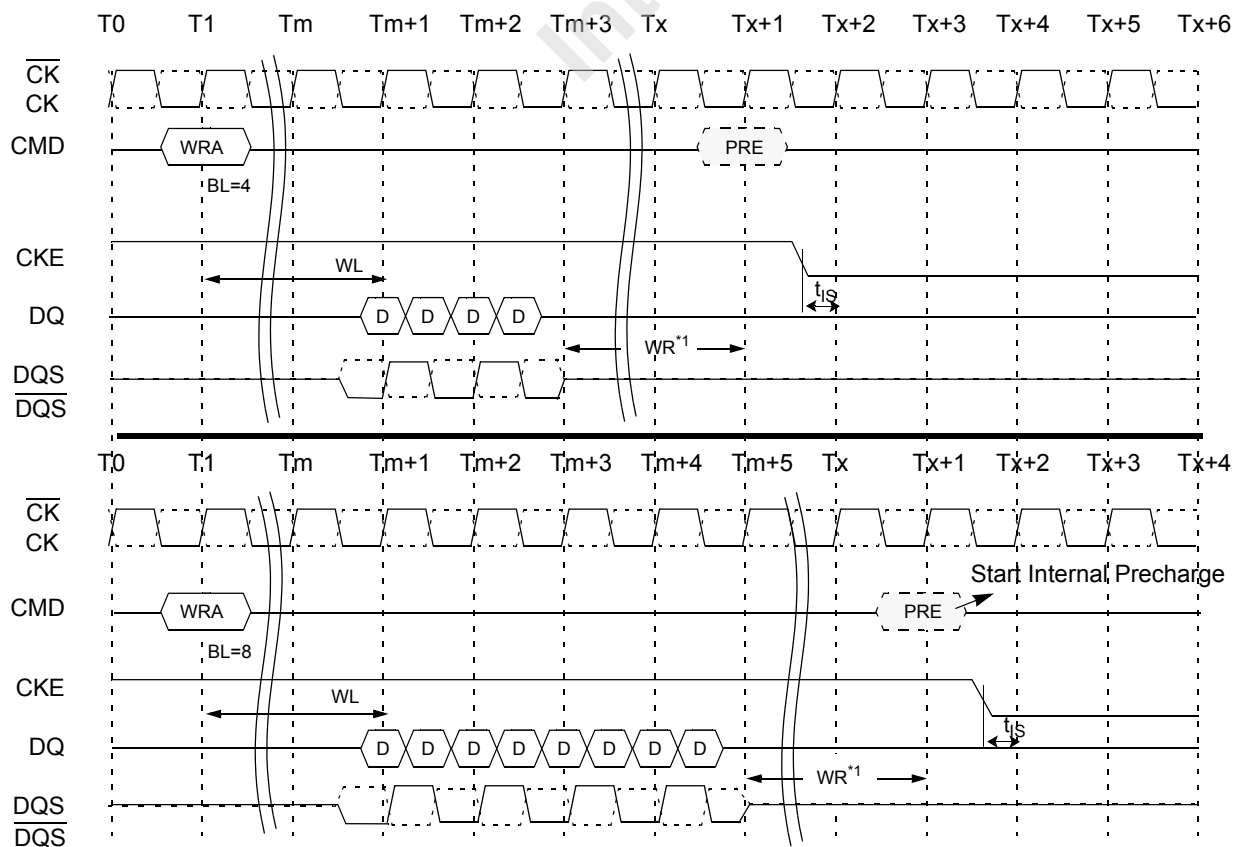 T0 T1 Tm Tm+1 Tm+2 Tm+3 Tx Tx+1 Tx+2 Tx+3 Tx+4 Tx+5 Tx+6
CK
CK
CMD WRA PRE
BL=4
CKE
WL
tIS
DQ D D D D
WR*1
DQS
DQS
T0 T1 Tm Tm+1 Tm+2 Tm+3 Tm+4 Tm+5 Tx Tx+1 Tx+2 Tx+3 Tx+4
CK
CK
Start Internal Precharge
CMD WRA PRE
BL=8
CKE
WL
tIS
DQ D D D D D D D D
WR*1
DQS
DQS